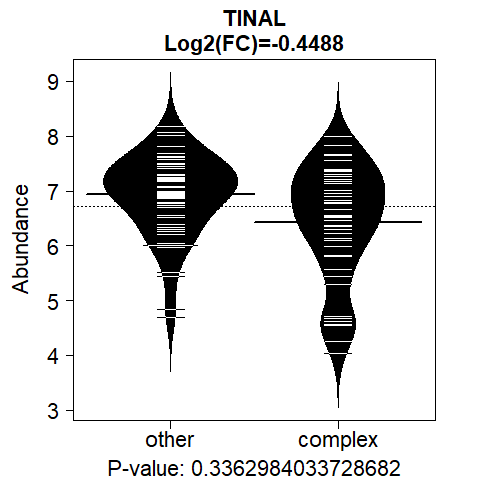 TINAL
Log2(FC)=-0.4488
9
8
7
6
5
4
3
Abundance
other complex
P-value: 0.3362984033728682